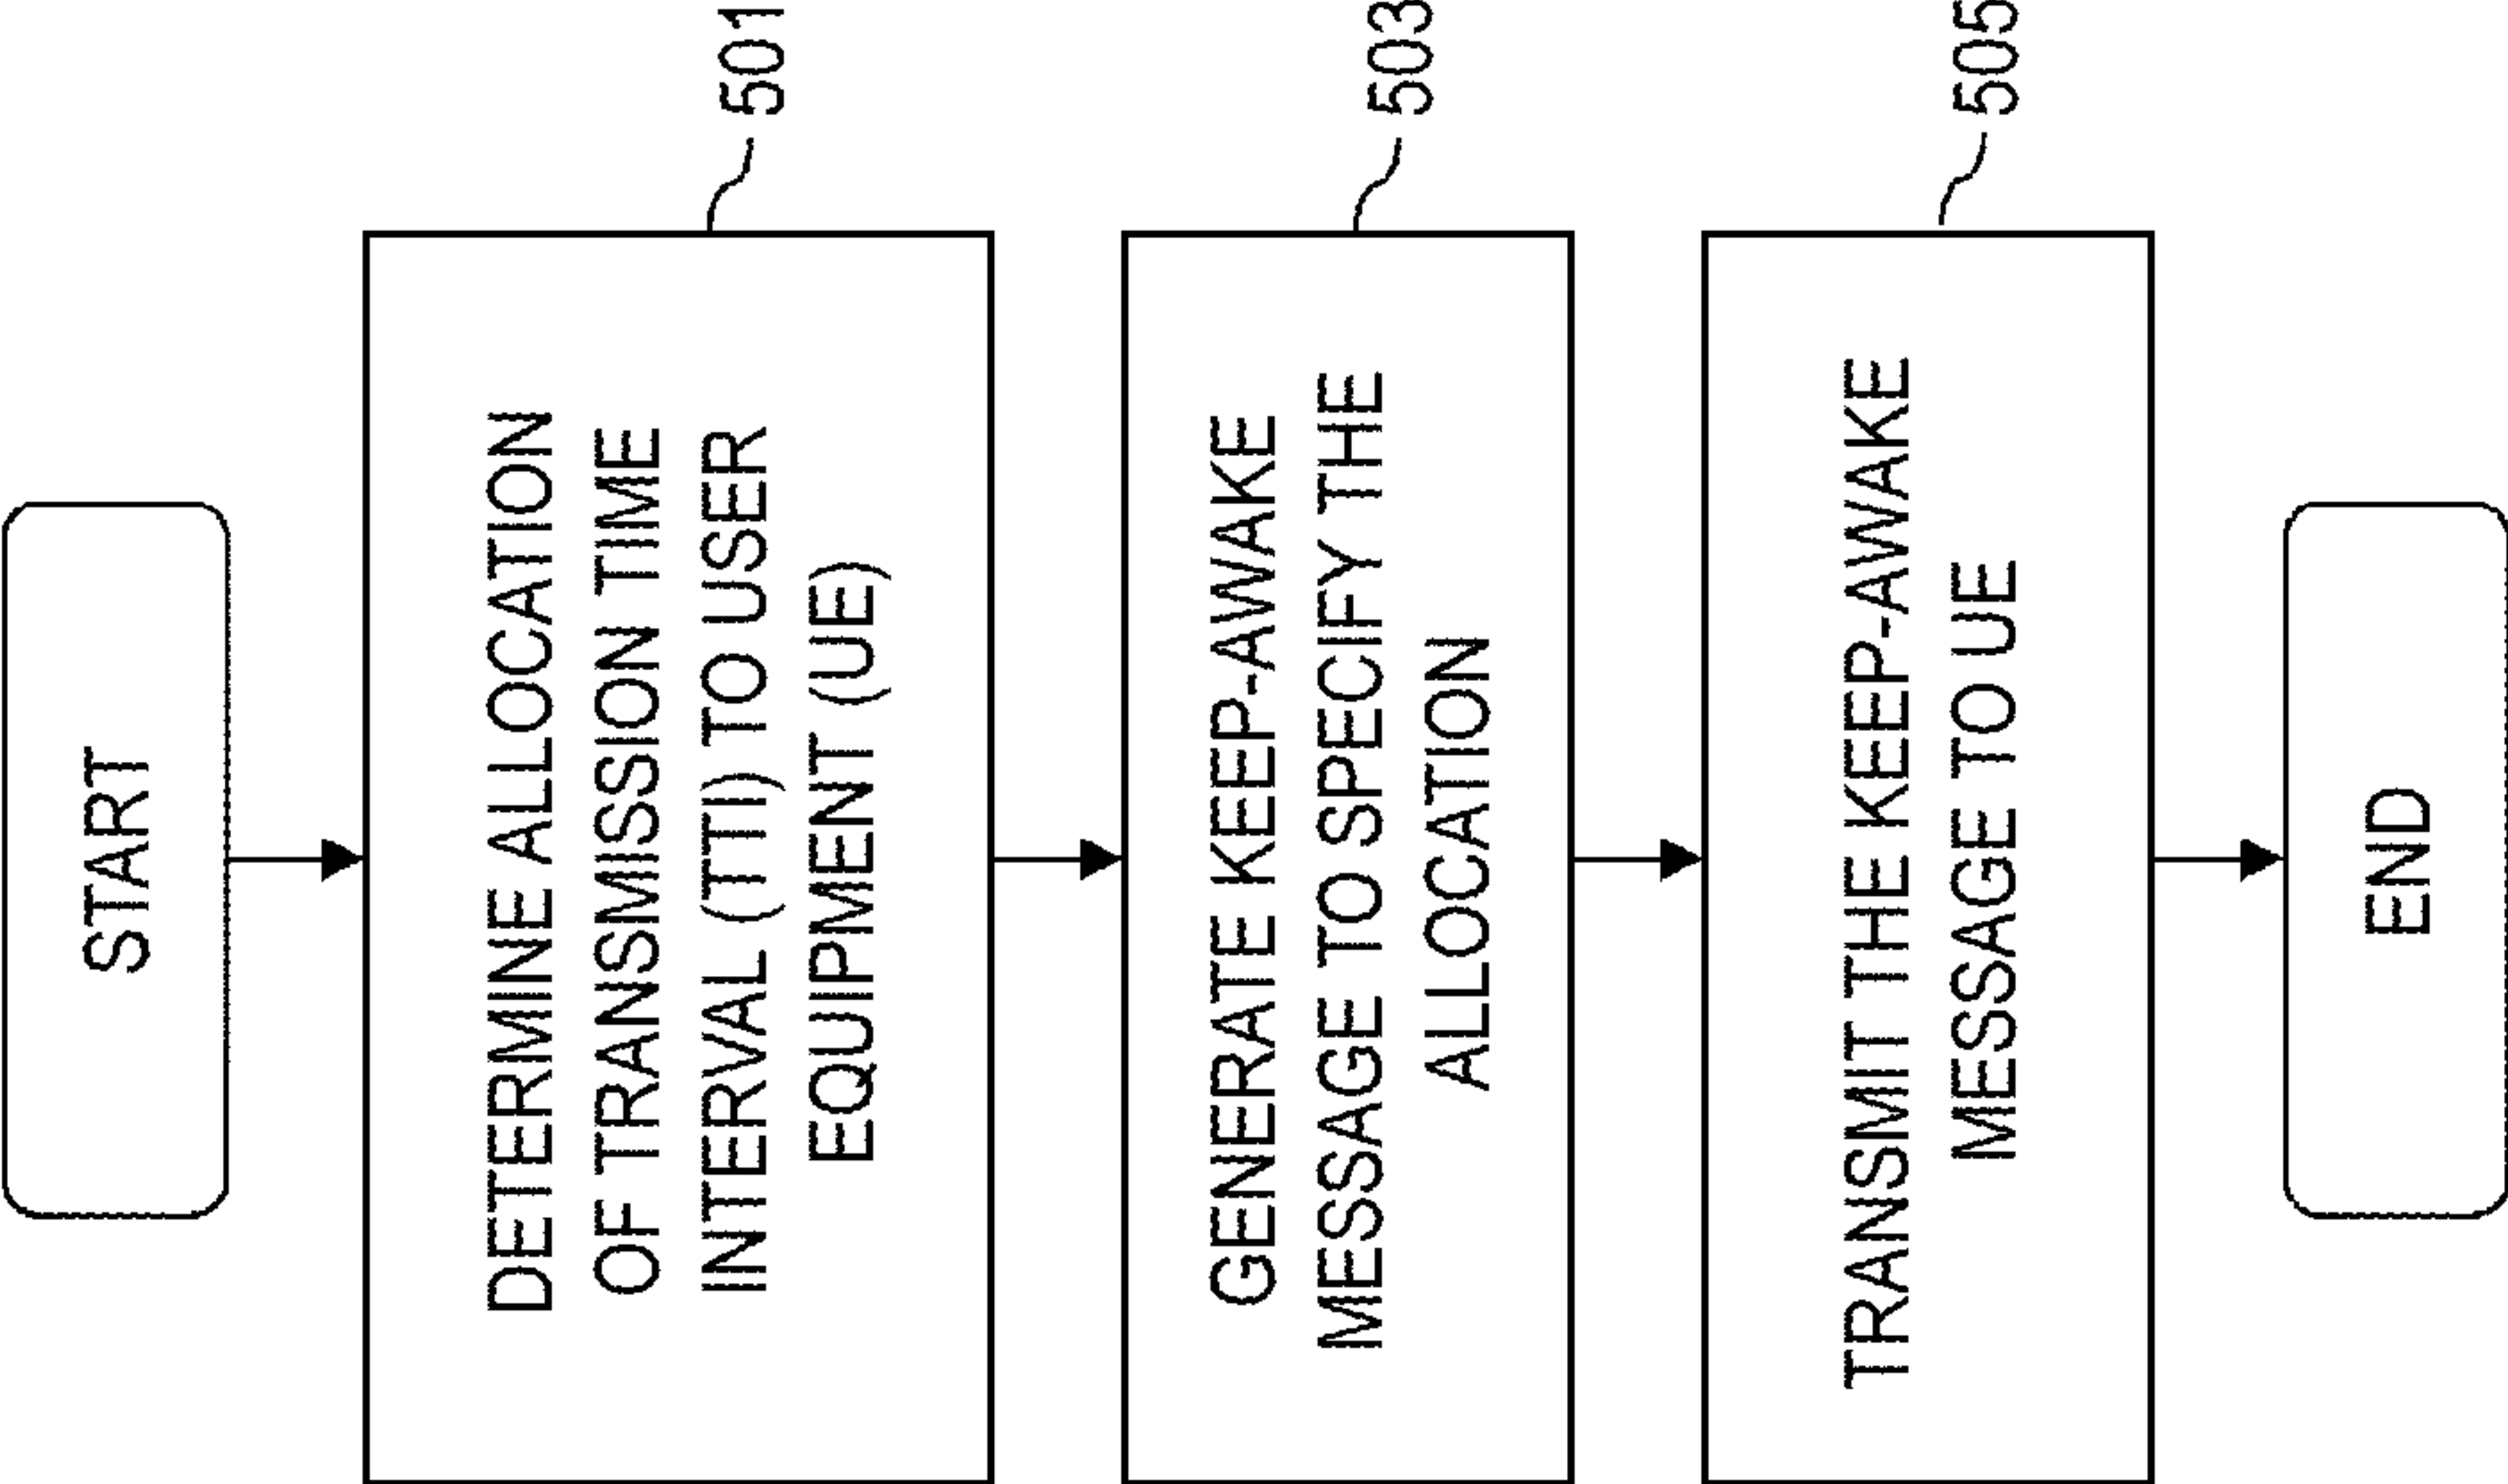 START
DETERMINE ALLOCATION
OF TRANSMISSION TIME
INTERVAL (TTI) TO USER
EQUIPMENT (UE)
501
GENERATE KEEP-AWAKE
MESSAGE TO SPECIFY THE
ALLOCATION
503
TRANSMIT THE KEEP-AWAKE
MESSAGE TO UE
505
END